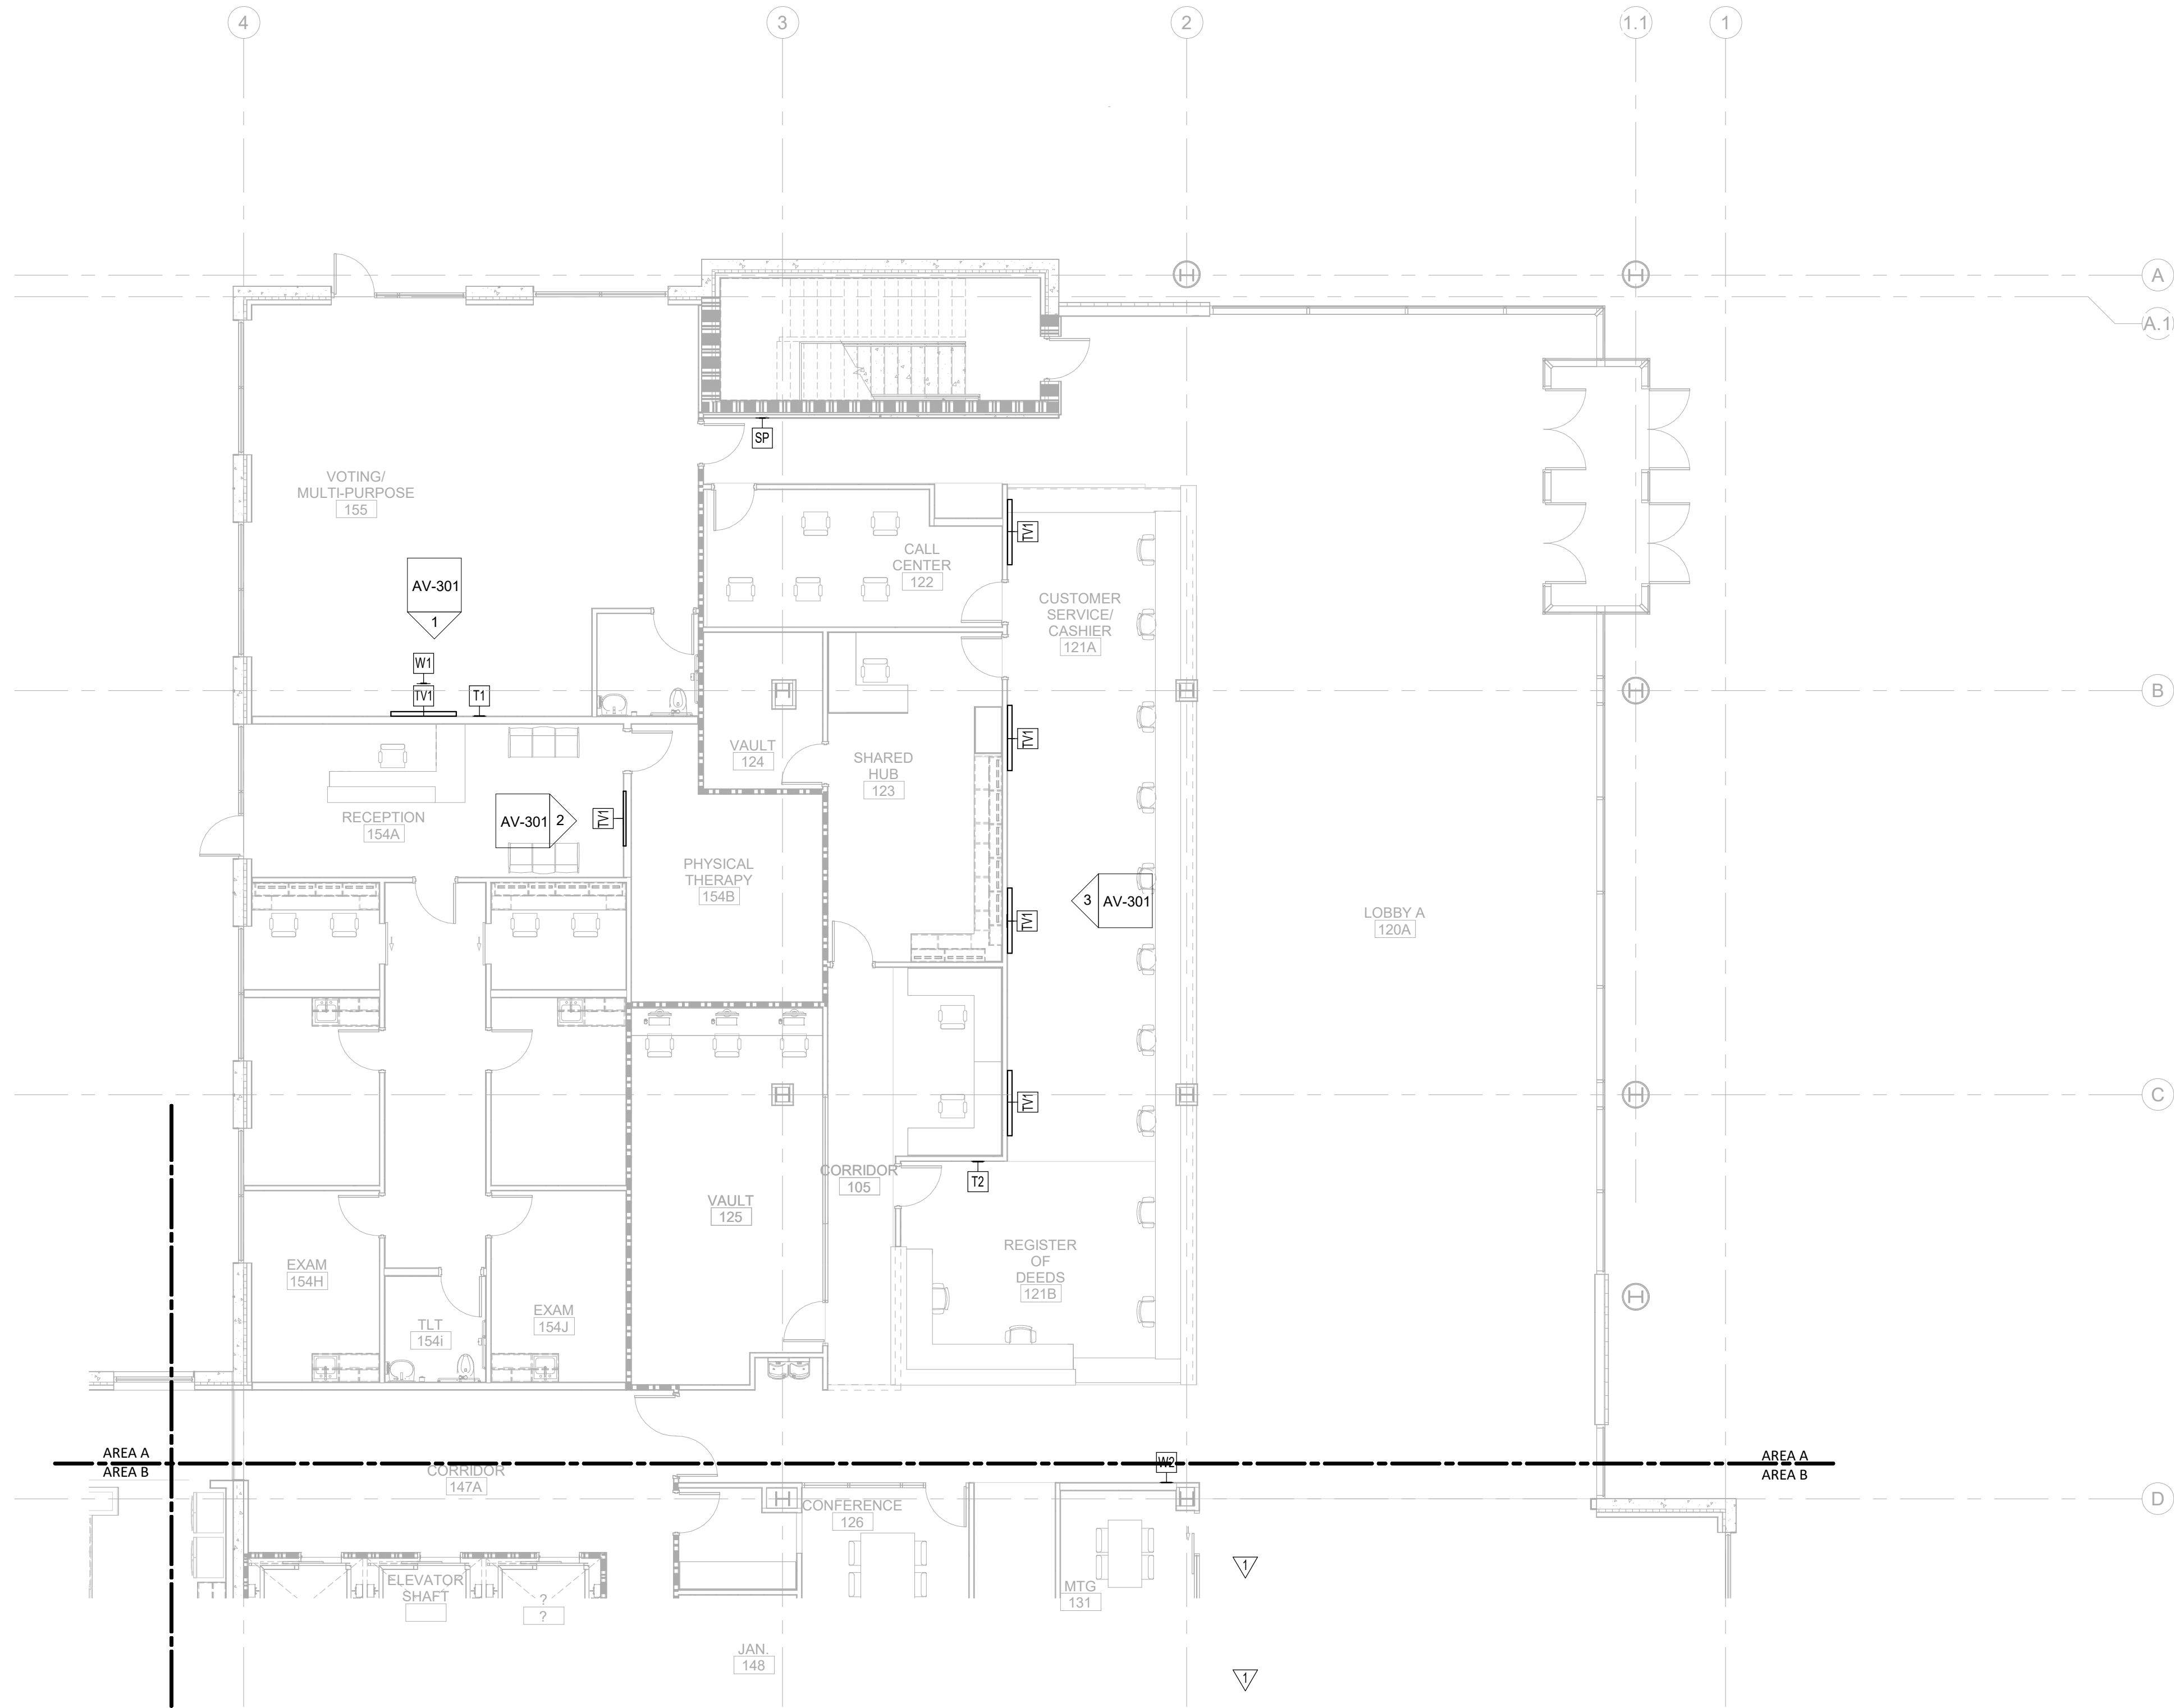 4
3
2
1.1
1
A
A.1
SP
VOTING/
MULTI-PURPOSE
155
TV1
CALL
CENTER
122
AV-301
1
CUSTOMER
SERVICE/
CASHIER
121A
W1
TV1
T1
B
VAULT
124
SHARED
HUB
123
TV1
RECEPTION
154A
AV-301
2
TV1
PHYSICAL
THERAPY
154B
3
AV-301
TV1
LOBBY A
120A
C
TV1
CORRIDOR
105
T2
VAULT
125
REGISTER
OF
DEEDS
121B
EXAM
154H
TLT
154i
EXAM
154J
AREA A
AREA B
W2
AREA A
AREA B
CORRIDOR
147A
CONFERENCE
126
D
ELEVATOR
SHAFT
?
?
MTG
131
1
JAN.
148
1